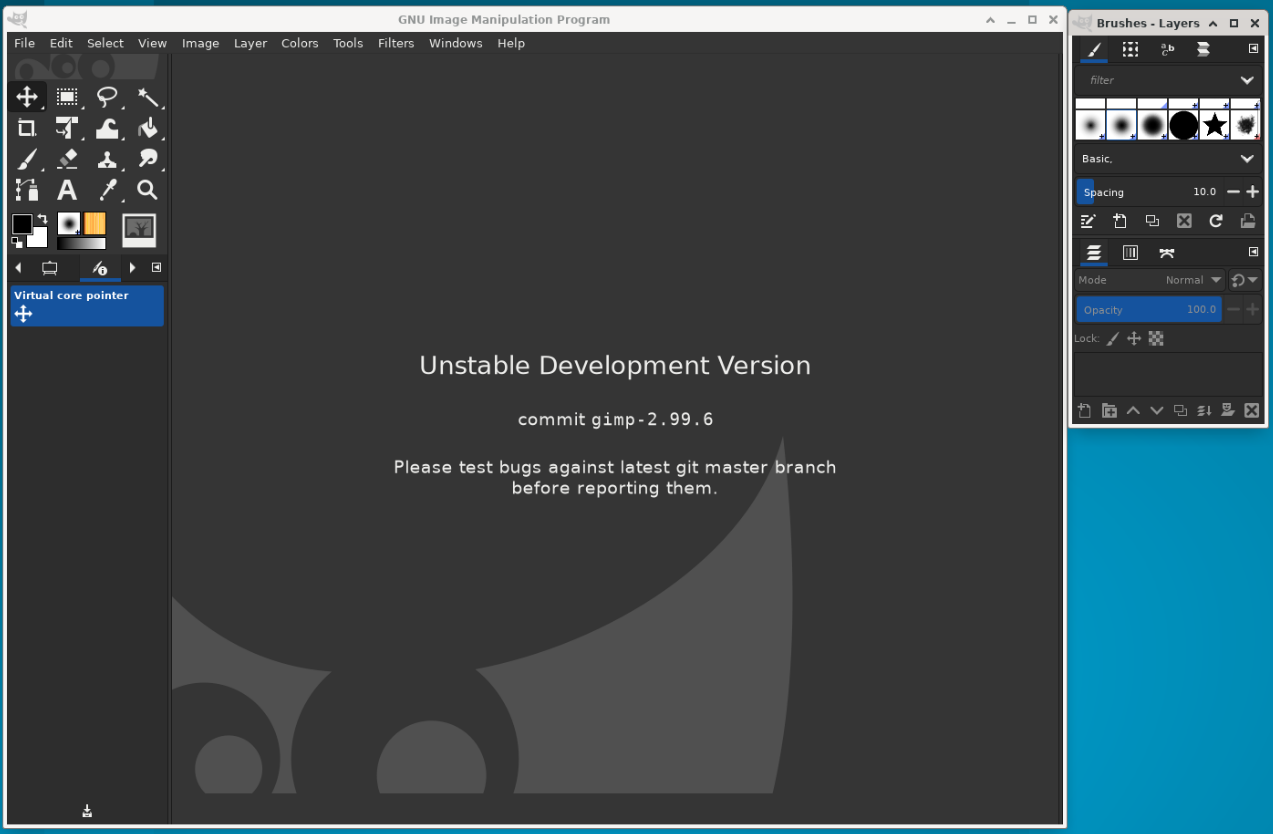 GNU Image Manipulation Program
File Edit Select View Image Layer Colors Tools Filters Windows Help
Virtual core pointer
Unstable Development Version
commit gimp-2.99.6
Please test bugs against latest git master branch
before reporting them.
Brushes - Layers
filter
Basic,
Spacing 10.0
Mode Normal
Opacity 100.0
Lock: